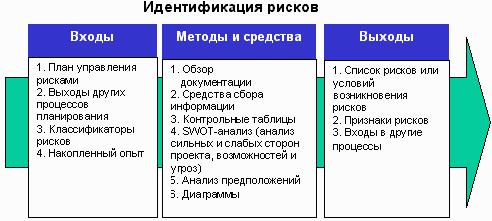 Идентификация рисков
Входы
1. План управления
рисками
2. Выходы других
процессов
планирования
3. Классификаторы
рисков
4. Накопленный опыт
Методы и средства
1. Обзор
документации
2. Средства сбора
информации
3. Контрольные таблицы
4. SWOT-анализ (анализ
сильных и слабых сторон
проекта, возможностей и
угроз)
5. Анализ предположений
6. Диаграммы
Выходы
1. Список рисков или
условий
возникновения
рисков
2. Признаки рисков
3. Входы в другие
процессы